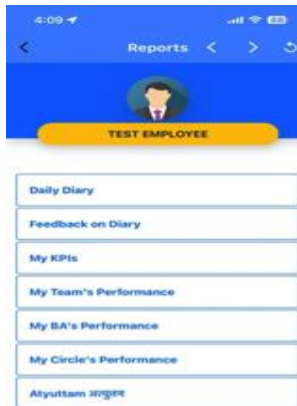 4:09
Reports
TEST EMPLOYEE
Daily Diary
Feedback on Diary
My KPIs
My Team's Performance
My BA's Performance
My Circle's Performance
Atyuttam अत्युत्तम